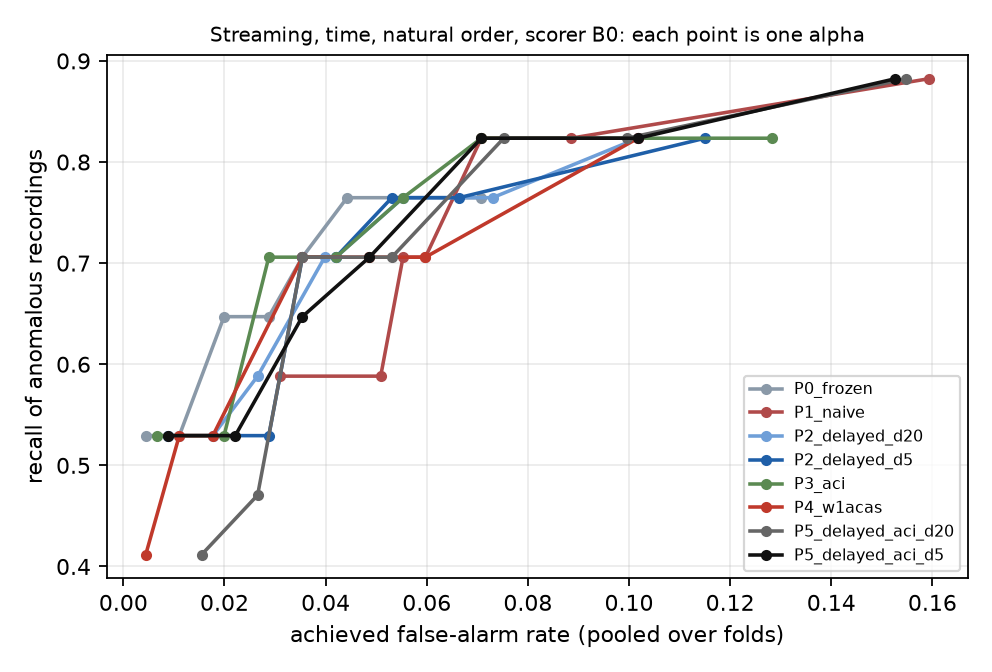 Streaming, time, natural order, scorer B0: each point is one alpha
recall of anomalous recordings
0.9
0.8
0.7
0.6
0.5
0.4
P0_frozen
P1_naive
P2_delayed_d20
P2_delayed_d5
P3_aci
P4_w1acas
P5_delayed_aci_d20
P5_delayed_aci_d5
0.00 0.02 0.04 0.06 0.08 0.10 0.12 0.14 0.16
achieved false-alarm rate (pooled over folds)